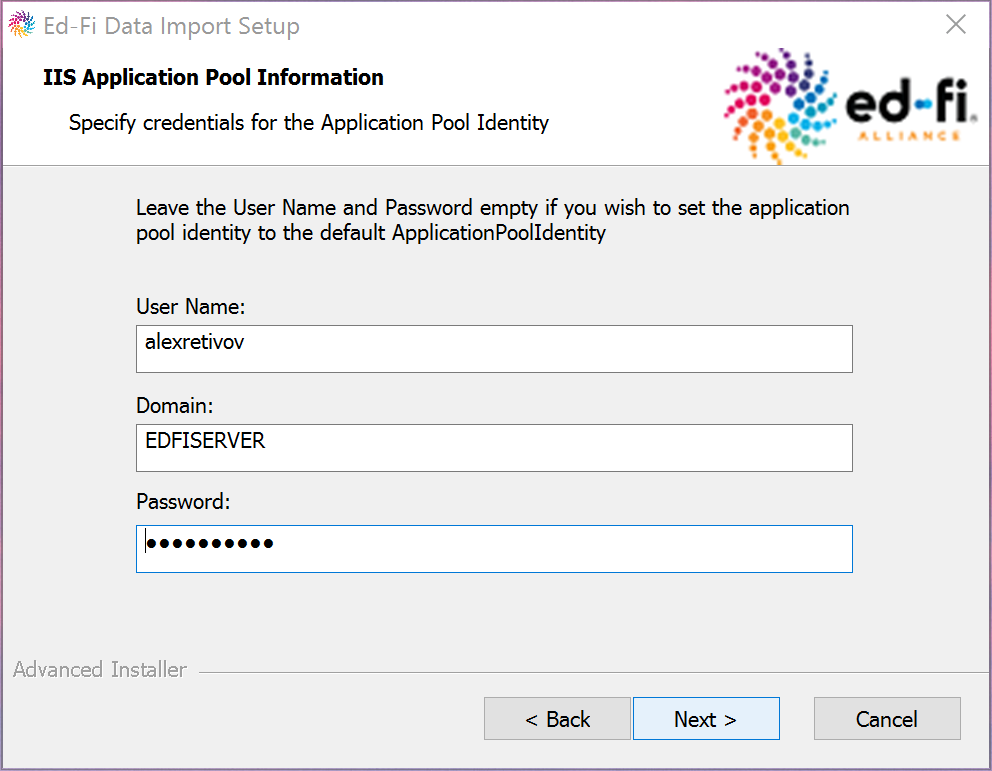 Ed-Fi Data Import Setup
IIS Application Pool Information
Specify credentials for the Application Pool Identity
ed-fi®
ALLIANCE
Leave the User Name and Password empty if you wish to set the application
pool identity to the default ApplicationPoolIdentity
User Name:
alexretivov
Domain:
EDFISERVER
Password:
●●●●●●●●●●
Advanced Installer
< Back
Next >
Cancel